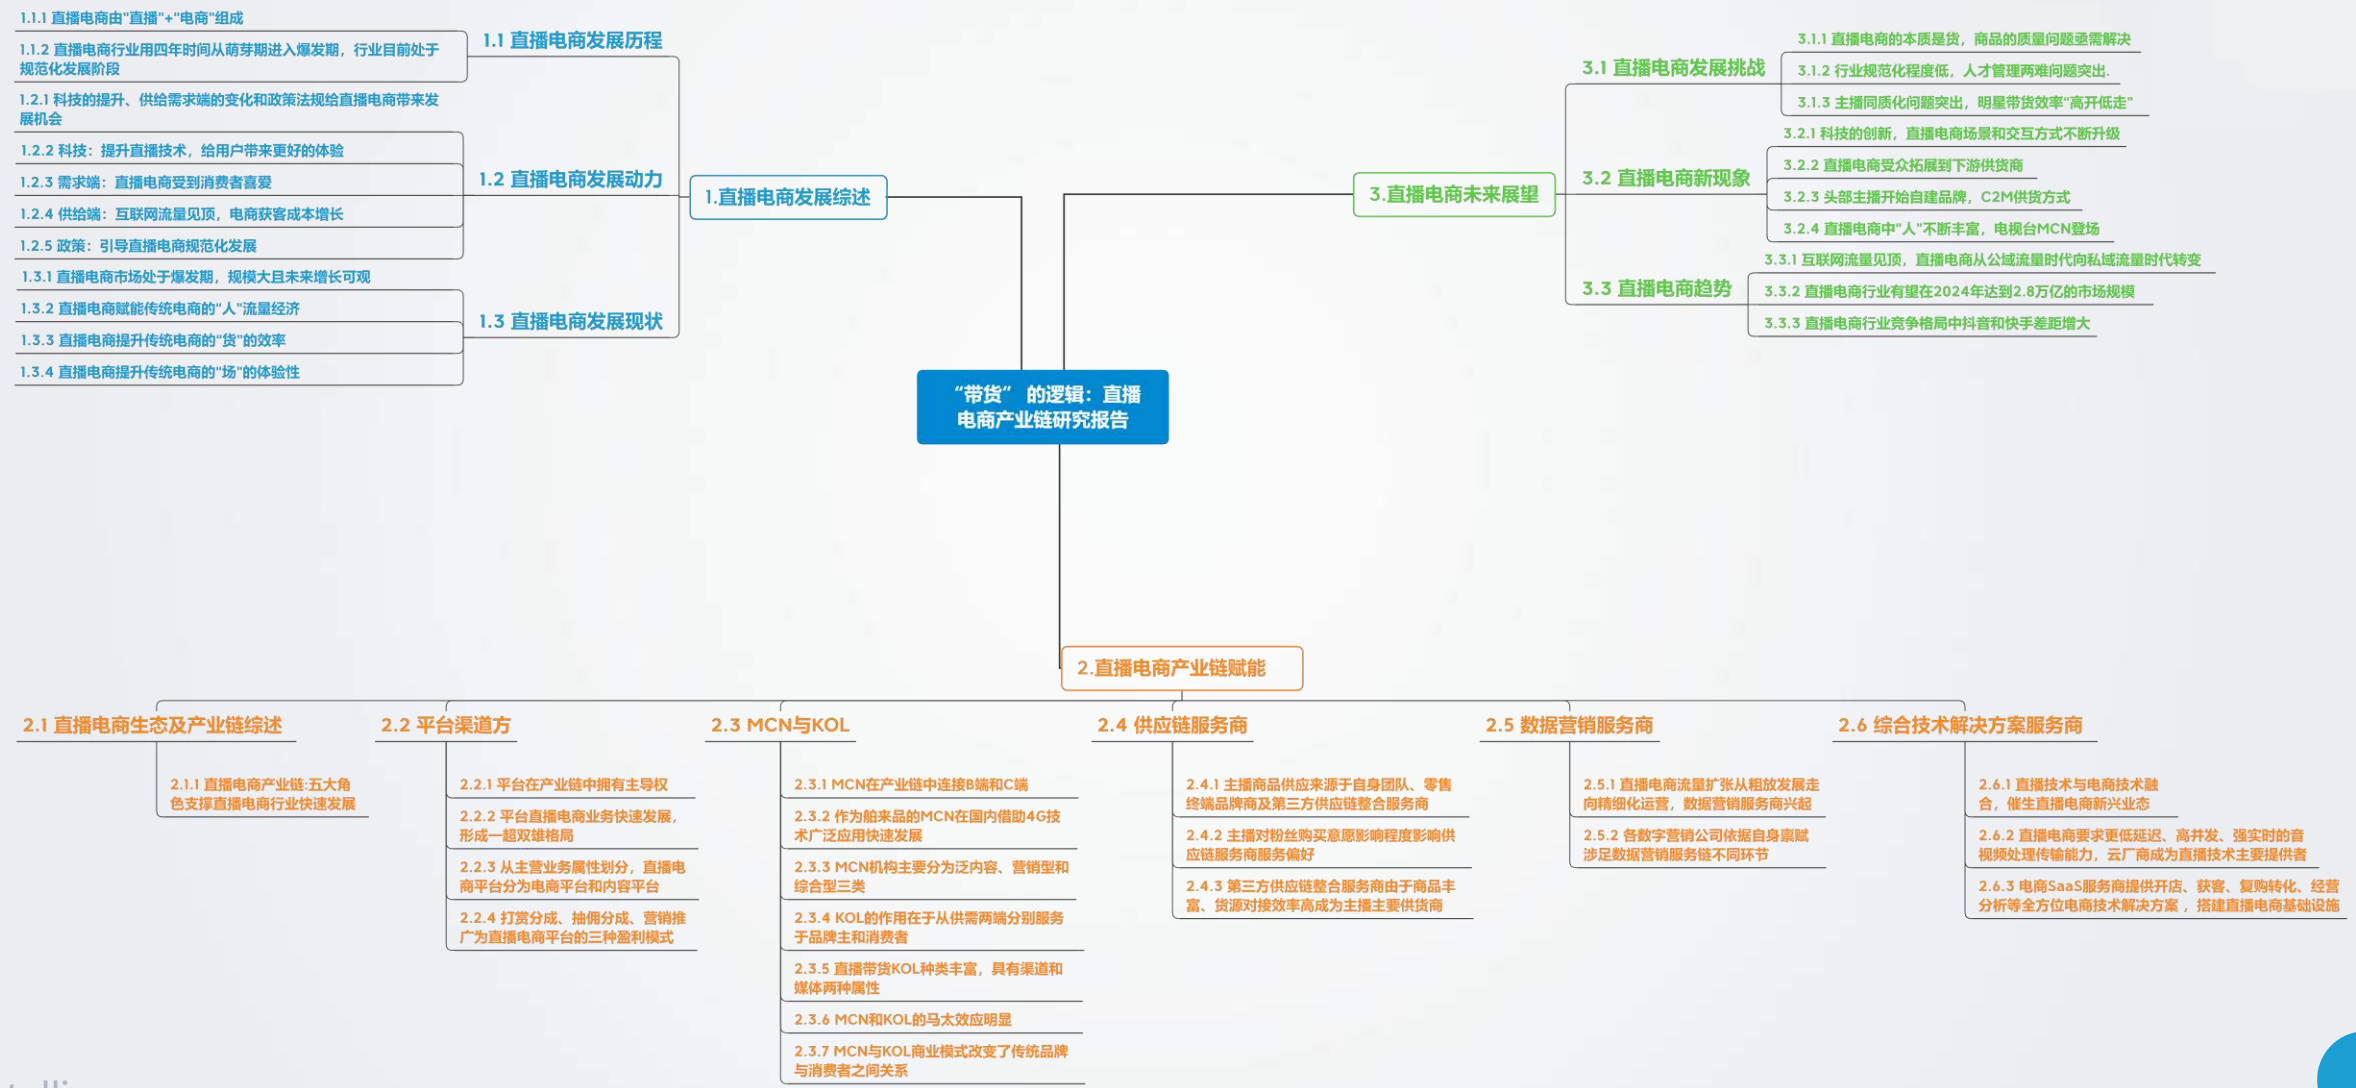 “带货” 的逻辑：直播
电商产业链研究报告
1.直播电商发展综述
1.1 直播电商发展历程
1.1.1 直播电商由"直播"+"电商"组成
1.1.2 直播电商行业用四年时间从萌芽期进入爆发期，行业目前处于
规范化发展阶段
1.2 直播电商发展动力
1.2.1 科技的提升、供给需求端的变化和政策法规给直播电商带来发
展机会
1.2.2 科技：提升直播技术，给用户带来更好的体验
1.2.3 需求端：直播电商受到消费者喜爱
1.2.4 供给端：互联网流量见顶，电商获客成本增长
1.2.5 政策：引导直播电商规范化发展
1.3 直播电商发展现状
1.3.1 直播电商市场处于爆发期，规模大且未来增长可观
1.3.2 直播电商赋能传统电商的"人"流量经济
1.3.3 直播电商提升传统电商的"货"的效率
1.3.4 直播电商提升传统电商的"场"的体验性
3.直播电商未来展望
3.1 直播电商发展挑战
3.1.1 直播电商的本质是货，商品的质量问题亟需解决
3.1.2 行业规范化程度低，人才管理两难问题突出.
3.1.3 主播同质化问题突出，明星带货效率"高开低走"
3.2 直播电商新现象
3.2.1 科技的创新，直播电商场景和交互方式不断升级
3.2.2 直播电商受众拓展到下游供货商
3.2.3 头部主播开始自建品牌，C2M供货方式
3.2.4 直播电商中"人"不断丰富，电视台MCN登场
3.3 直播电商趋势
3.3.1 互联网流量见顶，直播电商从公域流量时代向私域流量时代转变
3.3.2 直播电商行业有望在2024年达到2.8万亿的市场规模
3.3.3 直播电商行业竞争格局中抖音和快手差距增大
2.直播电商产业链赋能
2.1 直播电商生态及产业链综述
2.1.1 直播电商产业链:五大角
色支撑直播电商行业快速发展
2.2 平台渠道方
2.2.1 平台在产业链中拥有主导权
2.2.2 平台直播电商业务快速发展，
形成一超双雄格局
2.2.3 从主营业务属性划分，直播电
商平台分为电商平台和内容平台
2.2.4 打赏分成、抽佣分成、营销推
广为直播电商平台的三种盈利模式
2.3 MCN与KOL
2.3.1 MCN在产业链中连接B端和C端
2.3.2 作为舶来品的MCN在国内借助4G技
术广泛应用快速发展
2.3.3 MCN机构主要分为泛内容、营销型和
综合型三类
2.3.4 KOL的作用在于从供需两端分别服务
于品牌主和消费者
2.3.5 直播带货KOL种类丰富，具有渠道和
媒体两种属性
2.3.6 MCN和KOL的马太效应明显
2.3.7 MCN与KOL商业模式改变了传统品牌
与消费者之间关系
2.4 供应链服务商
2.4.1 主播商品供应来源于自身团队、零售
终端品牌商及第三方供应链整合服务商
2.4.2 主播对粉丝购买意愿影响程度影响供
应链服务商服务偏好
2.4.3 第三方供应链整合服务商由于商品丰
富、货源对接效率高成为主播主要供货商
2.5 数据营销服务商
2.5.1 直播电商流量扩张从粗放发展走
向精细化运营，数据营销服务商兴起
2.5.2 各数字营销公司依据自身禀赋
涉足数据营销服务链不同环节
2.6 综合技术解决方案服务商
2.6.1 直播技术与电商技术融
合，催生直播电商新兴业态
2.6.2 直播电商要求更低延迟、高并发、强实时的音
视频处理传输能力，云厂商成为直播技术主要提供者
2.6.3 电商SaaS服务商提供开店、获客、复购转化、经营
分析等全方位电商技术解决方案 ，搭建直播电商基础设施